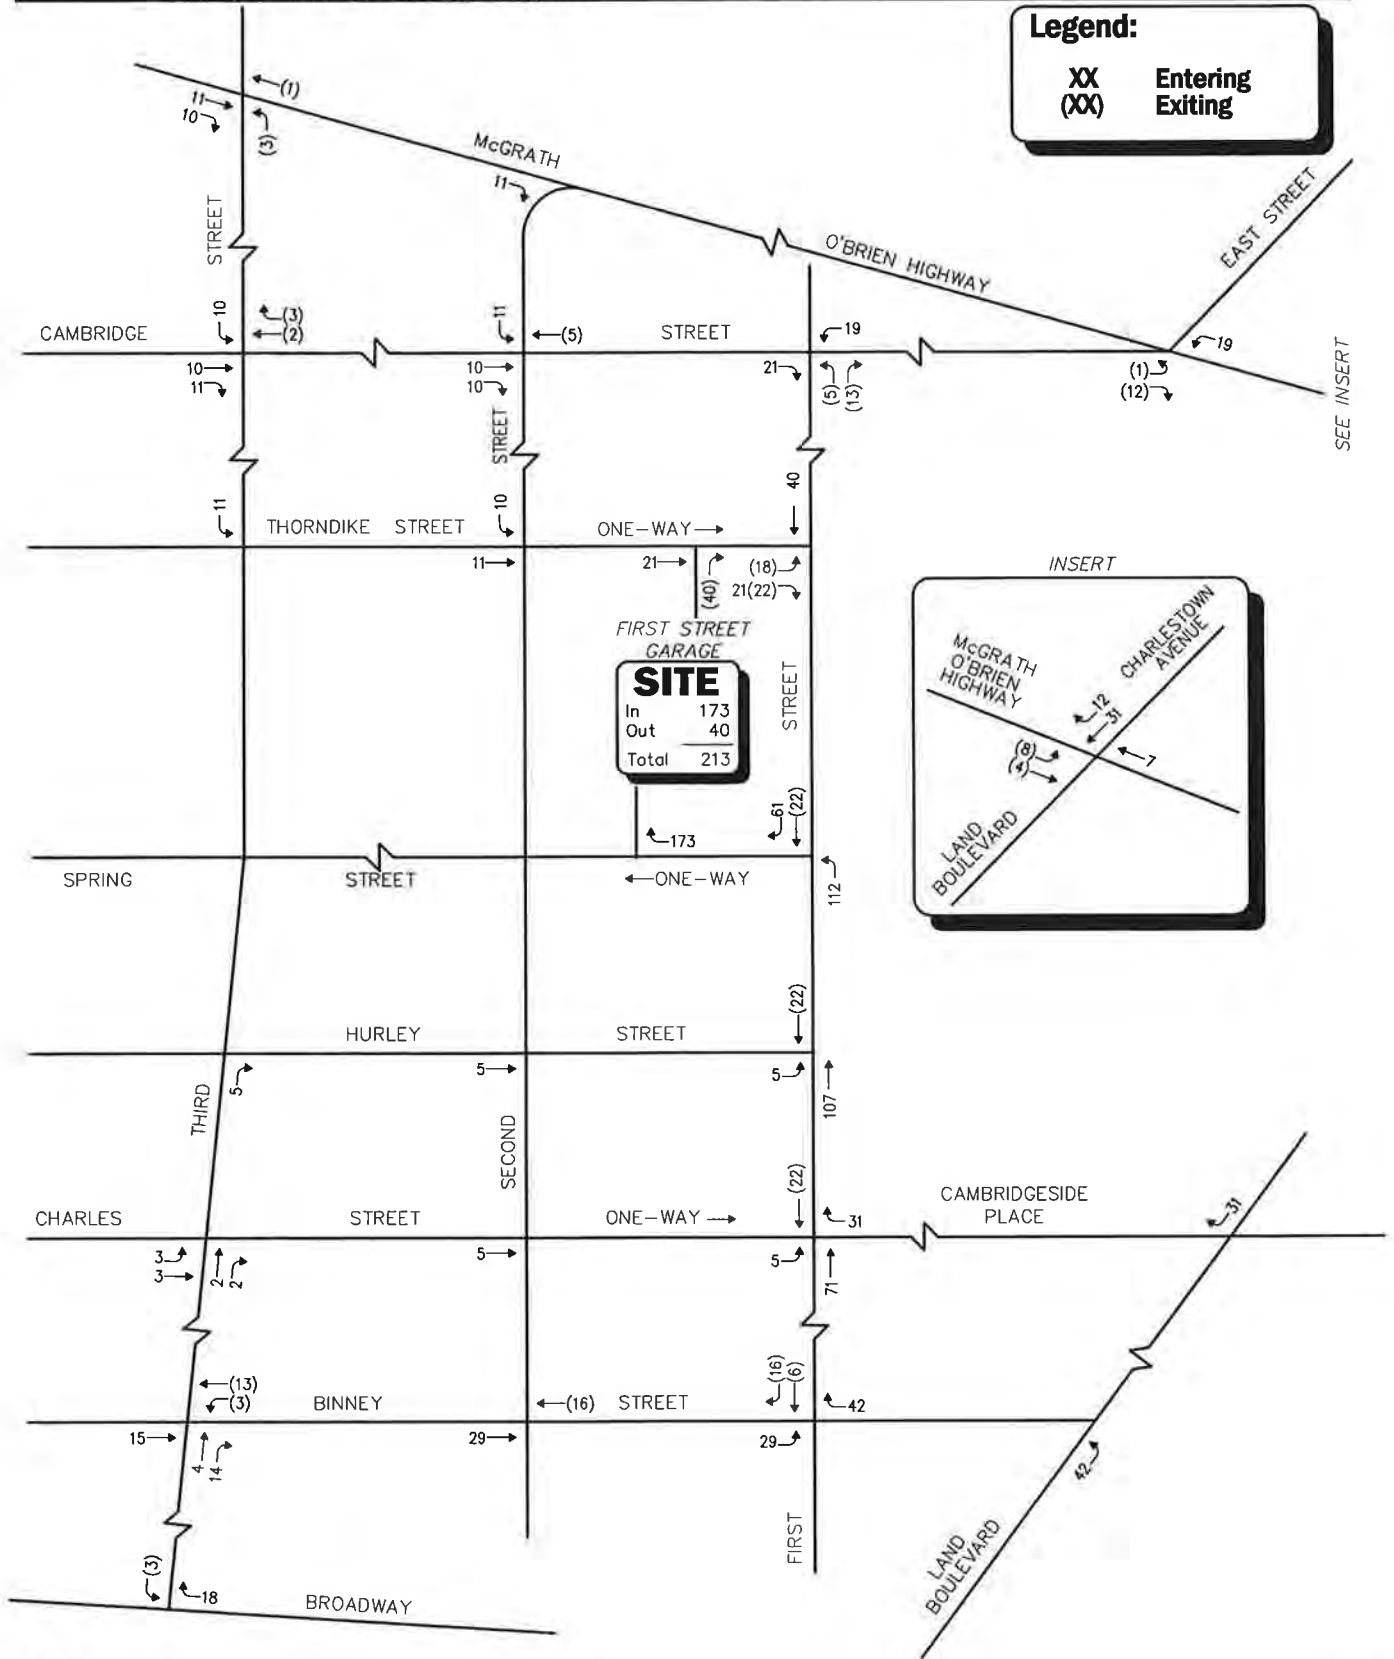 Legend:
XX Entering
(XX) Exiting
(1)
11
10
(3)
McGRATH
11
O'BRIEN HIGHWAY
EAST STREET
STREET
10
(3)
(2)
CAMBRIDGE
11
(5)
STREET
19
19
10
11
10
10
21
(5)
(13)
(1)
(12)
SEE INSERT
STREET
40
11
10
THORNDIKE STREET
ONE-WAY
11
21
(40)
(18)
21(22)
FIRST STREET
GARAGE
SITE
In 173
Out 40
Total 213
STREET
INSERT
McGRATH
O'BRIEN
HIGHWAY
CHARLESTOWN
AVENUE
12
31
(8)
(4)
7
LAND
BOULEVARD
61
(22)
173
SPRING
STREET
ONE-WAY
112
(22)
HURLEY
STREET
5
5
5
107
THIRD
SECOND
(22)
CHARLES
STREET
ONE-WAY
31
CAMBRIDGESIDE
PLACE
31
3
3
2
2
5
5
71
(13)
(3)
BINNEY
(16)
STREET
(16)
(6)
42
15
4
14
29
29
42
FIRST
LAND
BOULEVARD
(3)
18
BROADWAY